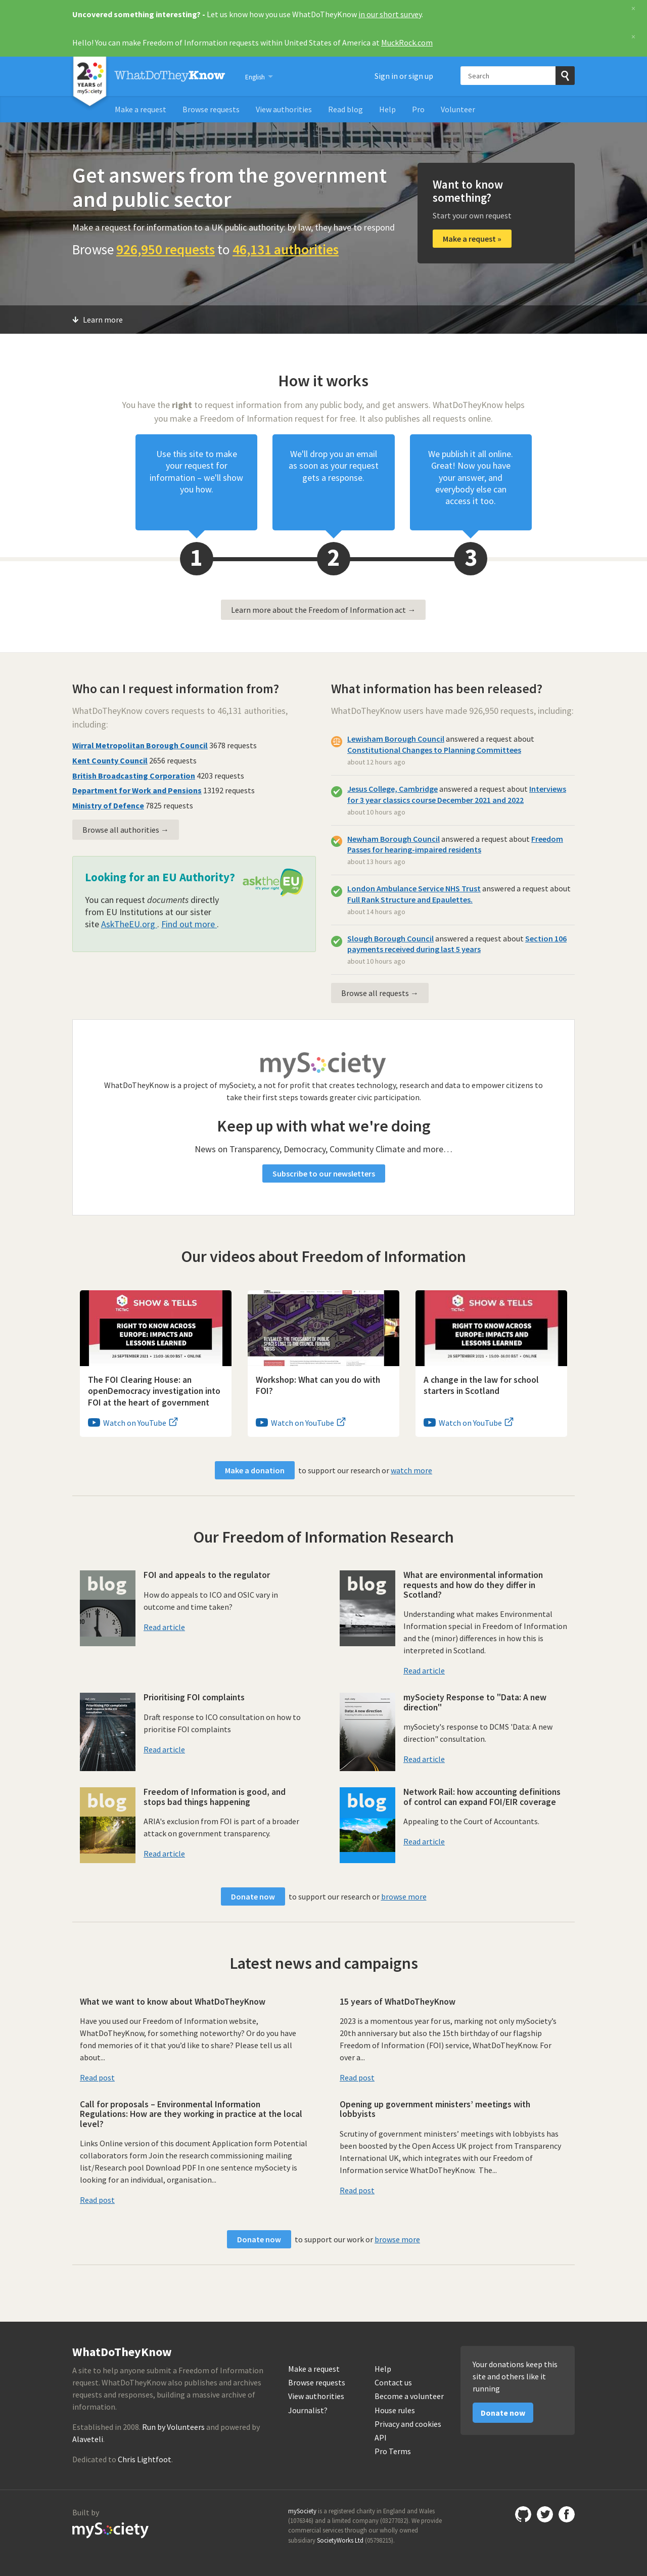 Uncovered something interesting? - Let us know how you use WhatDoTheyKnow in our short survey.
Hello! You can make Freedom of Information requests within United States of America at MuckRock.com
20
YEARS of
mySociety
WhatDoTheyKnow
English
Sign in or sign up
Search
Make a request
Browse requests
View authorities
Read blog
Help
Pro
Volunteer
Get answers from the government
and public sector
Make a request for information to a UK public authority: by law, they have to respond
Browse 926,950 requests to 46,131 authorities
Want to know
something?
Start your own request
Make a request »
Learn more
How it works
You have the right to request information from any public body, and get answers. WhatDoTheyKnow helps
you make a Freedom of Information request for free. It also publishes all requests online.
Use this site to make
your request for
information – we'll show
you how.
We'll drop you an email
as soon as your request
gets a response.
We publish it all online.
Great! Now you have
your answer, and
everybody else can
access it too.
1
2
3
Learn more about the Freedom of Information act →
Who can I request information from?
WhatDoTheyKnow covers requests to 46,131 authorities,
including:
Wirral Metropolitan Borough Council 3678 requests
Kent County Council 2656 requests
British Broadcasting Corporation 4203 requests
Department for Work and Pensions 13192 requests
Ministry of Defence 7825 requests
Browse all authorities →
Looking for an EU Authority?
asktheEU
it's your right
You can request documents directly
from EU Institutions at our sister
site AskTheEU.org . Find out more .
What information has been released?
WhatDoTheyKnow users have made 926,950 requests, including:
Lewisham Borough Council answered a request about
Constitutional Changes to Planning Committees
about 12 hours ago
Jesus College, Cambridge answered a request about Interviews
for 3 year classics course December 2021 and 2022
about 10 hours ago
Newham Borough Council answered a request about Freedom
Passes for hearing-impaired residents
about 13 hours ago
London Ambulance Service NHS Trust answered a request about
Full Rank Structure and Epaulettes.
about 14 hours ago
Slough Borough Council answered a request about Section 106
payments received during last 5 years
about 10 hours ago
Browse all requests →
mySociety
WhatDoTheyKnow is a project of mySociety, a not for profit that creates technology, research and data to empower citizens to
take their first steps towards greater civic participation.
Keep up with what we're doing
News on Transparency, Democracy, Community Climate and more…
Subscribe to our newsletters
Our videos about Freedom of Information
SHOW & TELLS
RIGHT TO KNOW ACROSS
EUROPE: IMPACTS AND
LESSONS LEARNED
The FOI Clearing House: an
openDemocracy investigation into
FOI at the heart of government
Watch on YouTube
REVEALED: THE THOUSANDS OF PUBLIC
SPACES LOST TO THE COUNCIL FUNDING
CRISIS
Workshop: What can you do with
FOI?
Watch on YouTube
SHOW & TELLS
RIGHT TO KNOW ACROSS
EUROPE: IMPACTS AND
LESSONS LEARNED
A change in the law for school
starters in Scotland
Watch on YouTube
Make a donation to support our research or watch more
Our Freedom of Information Research
blog
FOI and appeals to the regulator
How do appeals to ICO and OSIC vary in
outcome and time taken?
Read article
blog
What are environmental information
requests and how do they differ in
Scotland?
Understanding what makes Environmental
Information special in Freedom of Information
and the (minor) differences in how this is
interpreted in Scotland.
Read article
Prioritising FOI complaints
Draft response to ICO consultation on how to
prioritise FOI complaints
Read article
Data: A new direction
mySociety Response to "Data: A new
direction"
mySociety's response to DCMS 'Data: A new
direction" consultation.
Read article
blog
Freedom of Information is good, and
stops bad things happening
ARIA's exclusion from FOI is part of a broader
attack on government transparency.
Read article
blog
Network Rail: how accounting definitions
of control can expand FOI/EIR coverage
Appealing to the Court of Accountants.
Read article
Donate now to support our research or browse more
Latest news and campaigns
What we want to know about WhatDoTheyKnow
Have you used our Freedom of Information website,
WhatDoTheyKnow, for something noteworthy? Or do you have
fond memories of it that you'd like to share? Please tell us all
about...
Read post
15 years of WhatDoTheyKnow
2023 is a momentous year for us, marking not only mySociety's
20th anniversary but also the 15th birthday of our flagship
Freedom of Information (FOI) service, WhatDoTheyKnow. For
over a...
Read post
Call for proposals – Environmental Information
Regulations: How are they working in practice at the local
level?
Links Online version of this document Application form Potential
collaborators form Join the research commissioning mailing
list/Research pool Download PDF In one sentence mySociety is
looking for an individual, organisation...
Read post
Opening up government ministers' meetings with
lobbyists
Scrutiny of government ministers' meetings with lobbyists has
been boosted by the Open Access UK project from Transparency
International UK, which integrates with our Freedom of
Information service WhatDoTheyKnow. The...
Read post
Donate now to support our work or browse more
WhatDoTheyKnow
A site to help anyone submit a Freedom of Information
request. WhatDoTheyKnow also publishes and archives
requests and responses, building a massive archive of
information.
Established in 2008. Run by Volunteers and powered by
Alaveteli.
Dedicated to Chris Lightfoot.
Make a request
Browse requests
View authorities
Journalist?
Help
Contact us
Become a volunteer
House rules
Privacy and cookies
API
Pro Terms
Your donations keep this
site and others like it
running
Donate now
Built by
mySociety
mySociety is a registered charity in England and Wales
(1076346) and a limited company (03277032). We provide
commercial services through our wholly owned
subsidiary SocietyWorks Ltd (05798215).